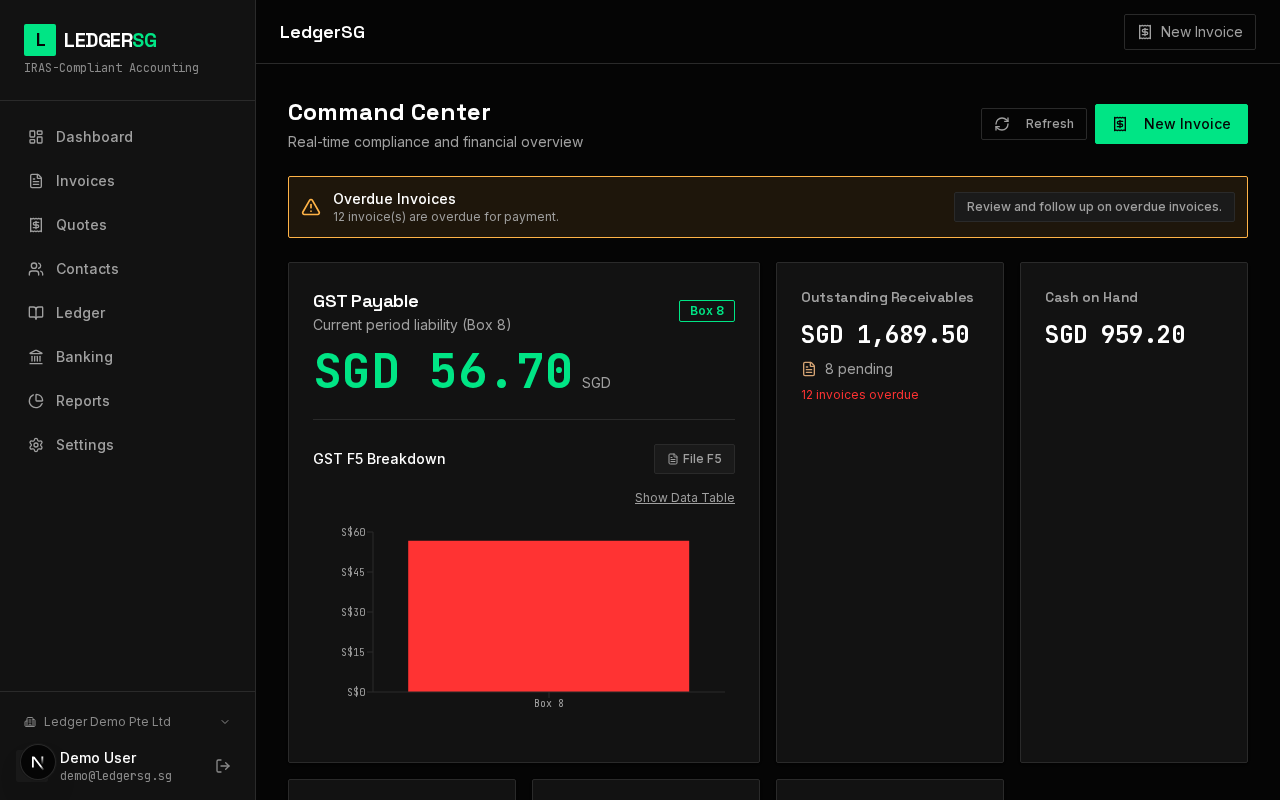 L LEDGERSG
IRAS-Compliant Accounting
Dashboard
Invoices
Quotes
Contacts
Ledger
Banking
Reports
Settings
Ledger Demo Pte Ltd
N
Demo User
demo@ledgersg.sg
LedgerSG
New Invoice
Command Center
Real-time compliance and financial overview
Refresh
New Invoice
Overdue Invoices
12 invoice(s) are overdue for payment.
Review and follow up on overdue invoices.
GST Payable
Current period liability (Box 8)
Box 8
SGD 56.70 SGD
GST F5 Breakdown
File F5
Show Data Table
S$60
S$45
S$30
S$15
S$0
Box 8
Outstanding Receivables
SGD 1,689.50
8 pending
12 invoices overdue
Cash on Hand
SGD 959.20